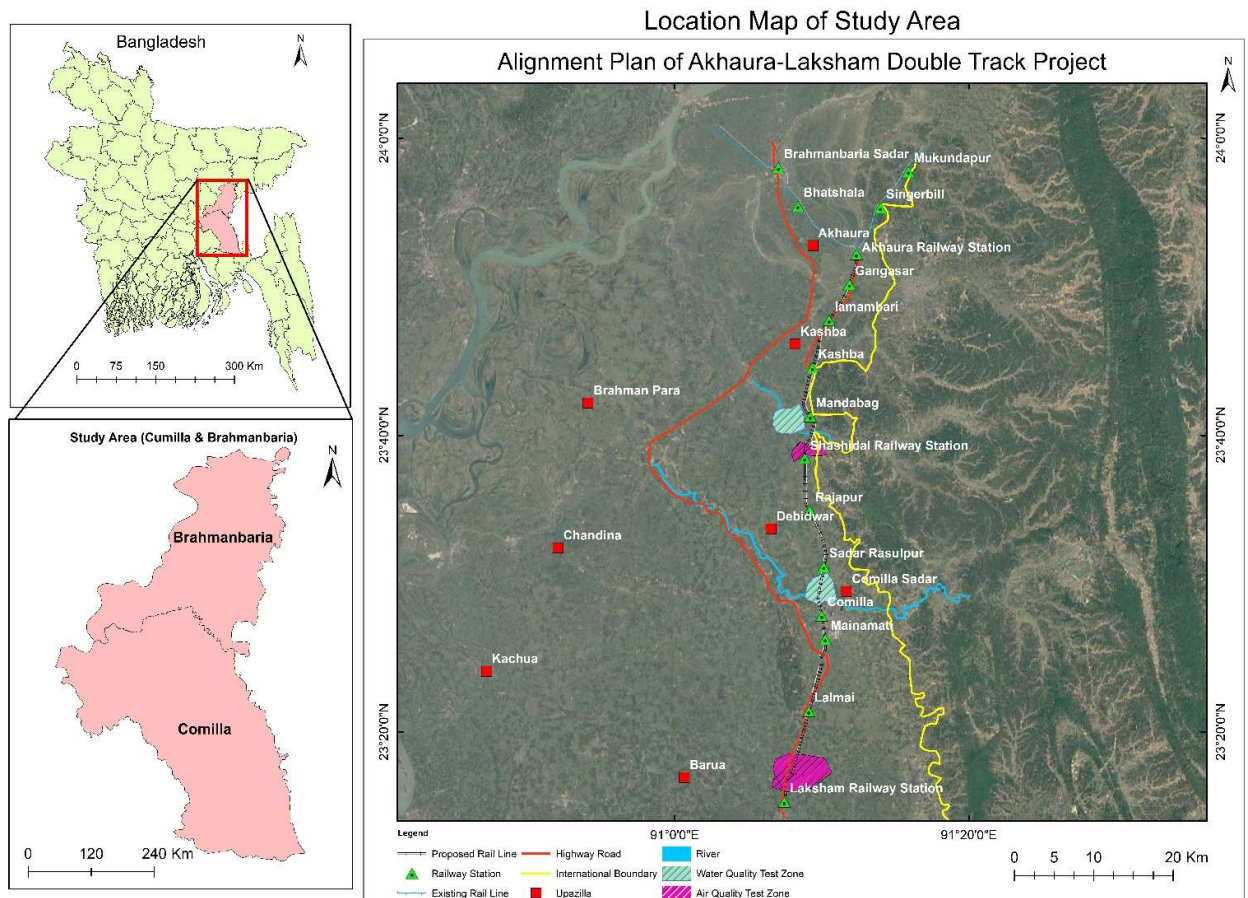 Location Map of Study Area
Bangladesh
N
0 75 150 300 Km
Study Area (Cumilla & Brahmanbaria)
N
Brahmanbaria
Comilla
0 120 240 Km
Alignment Plan of Akhaura-Laksham Double Track Project
N
24°0'0"N
24°0'0"N
Brahmanbaria Sadar
Mukundapur
Bhatshala
Singerbill
Akhaura
Akhaura Railway Station
Gangasar
Iamambari
Kashba
Kashba
Brahman Para
Mandabag
23°40'0"N
23°40'0"N
Shashidal Railway Station
Rajapur
Debidwar
Chandina
Sadar Rasulpur
Comilla Sadar
Comilla
Mainamati
Kachua
Lalmai
23°20'0"N
23°20'0"N
Barua
Laksham Railway Station
91°0'0"E
91°20'0"E
Legend
Proposed Rail Line
Highway Road
River
Railway Station
International Boundary
Water Quality Test Zone
Existing Rail Line
Upazilla
Air Quality Test Zone
0 5 10 20 Km